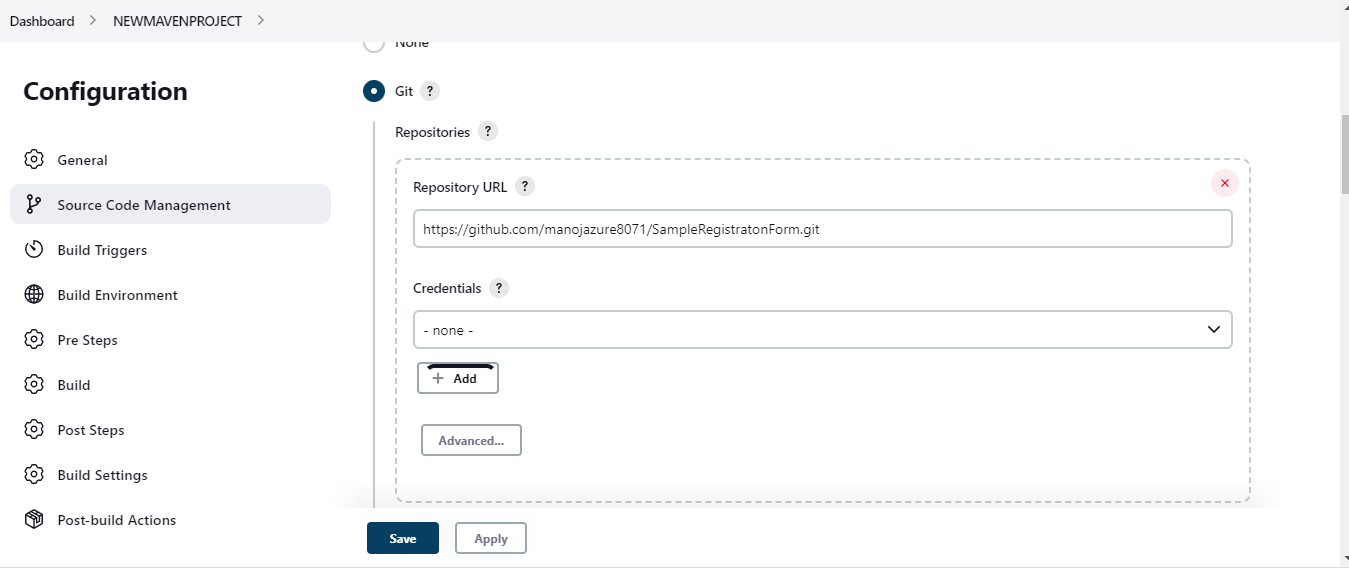 Dashboard > NEWMAVENPROJECT >
None
Configuration
Git ?
Repositories ?
General
Repository URL ?
Source Code Management
https://github.com/manojazure8071/SampleRegistratonForm.git
Build Triggers
Credentials ?
Build Environment
- none -
Pre Steps
+ Add
Build
Post Steps
Advanced...
Build Settings
Post-build Actions
Save Apply